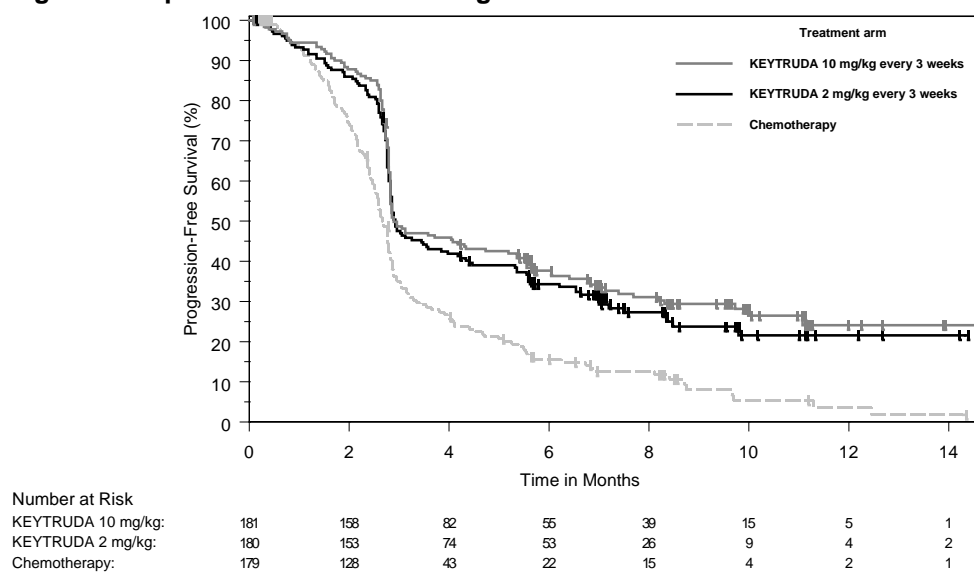 100
90
80
70
60
50
40
30
20
10
0
Progression-Free Survival (%)
Treatment arm
KEYTRUDA 10 mg/kg every 3 weeks
KEYTRUDA 2 mg/kg every 3 weeks
Chemotherapy
0 2 4 6 8 10 12 14
Time in Months
Number at Risk
KEYTRUDA 10 mg/kg: 181 158 82 55 39 15 5 1
KEYTRUDA 2 mg/kg: 180 153 74 53 26 9 4 2
Chemotherapy: 179 128 43 22 15 4 2 1